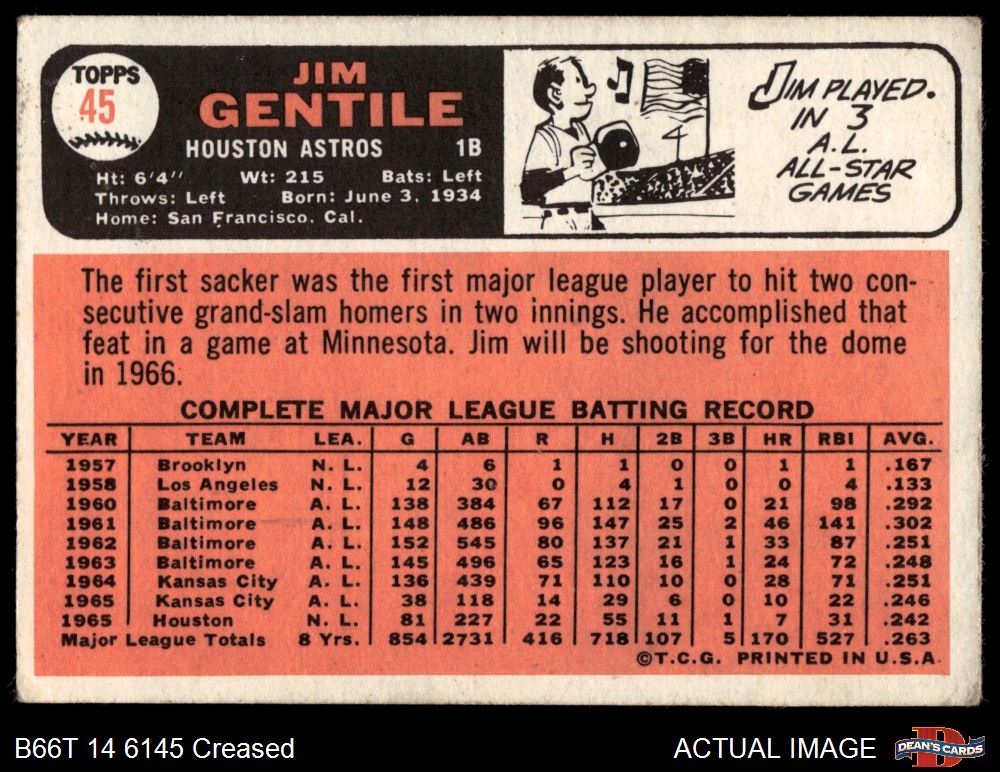 TOPPS
45
JIM
GENTILE
HOUSTON ASTROS 1B
Ht: 6'4" Wt: 215 Bats: Left
Throws: Left Born: June 3, 1934
Home: San Francisco, Cal.
4
JIM PLAYED
IN 3
A.L.
ALL-STAR
GAMES
The first sacker was the first major league player to hit two con-
secutive grand-slam homers in two innings. He accomplished that
feat in a game at Minnesota. Jim will be shooting for the dome
in 1966.
COMPLETE MAJOR LEAGUE BATTING RECORD
YEAR TEAM LEA. G AB R H 2B 3B HR RBI AVG.
1957 Brooklyn N. L. 4 6 1 1 0 0 1 1 .167
1958 Los Angeles N. L. 12 30 0 4 1 0 0 4 .133
1960 Baltimore A. L. 138 384 67 112 17 0 21 98 .292
1961 Baltimore A. L. 148 486 96 147 25 2 46 141 .302
1962 Baltimore A. L. 152 545 80 137 21 1 33 87 .251
1963 Baltimore A. L. 145 496 65 123 16 1 24 72 .248
1964 Kansas City A. L. 136 439 71 110 10 0 28 71 .251
1965 Kansas City A. L. 38 118 14 29 6 0 10 22 .246
1965 Houston N. L. 81 227 22 55 11 1 7 31 .242
Major League Totals 8 Yrs. 854 2731 416 718 107 5 170 527 .263
©T.C.G. PRINTED IN U.S.A.
B66T 14 6145 Creased
ACTUAL IMAGE
DEAN'S CARDS